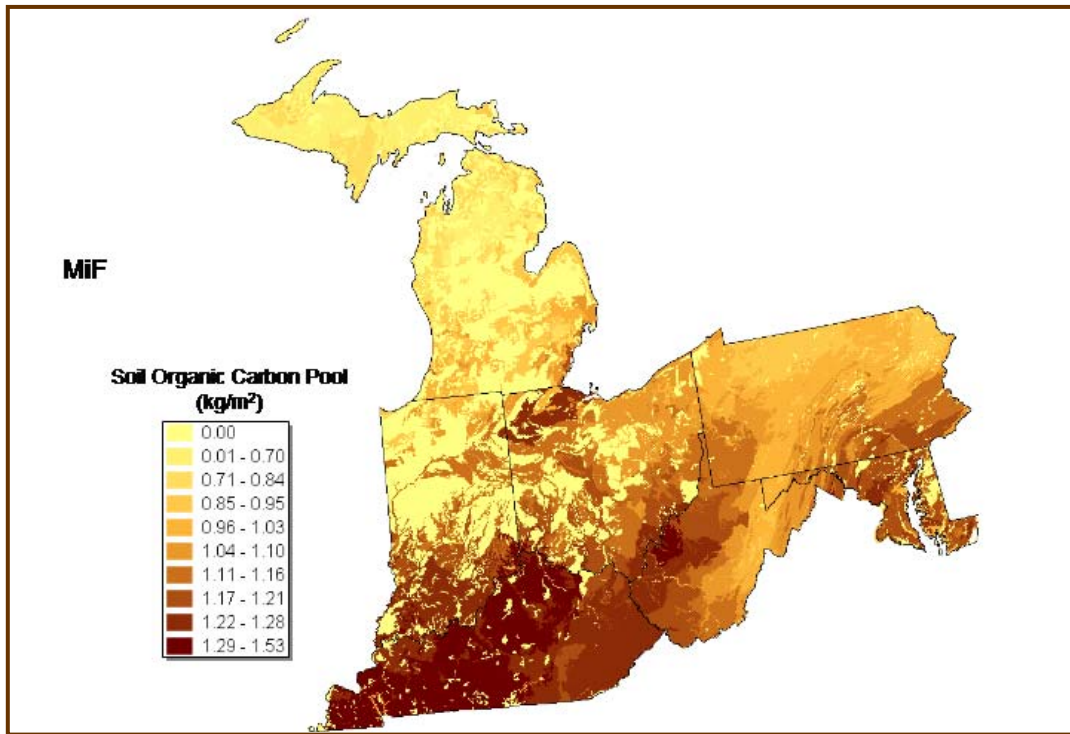 MiF
Soil Organic Carbon Pool
(kg/m²)
0.00
0.01 - 0.70
0.71 - 0.84
0.85 - 0.95
0.96 - 1.03
1.04 - 1.10
1.11 - 1.16
1.17 - 1.21
1.22 - 1.28
1.29 - 1.53